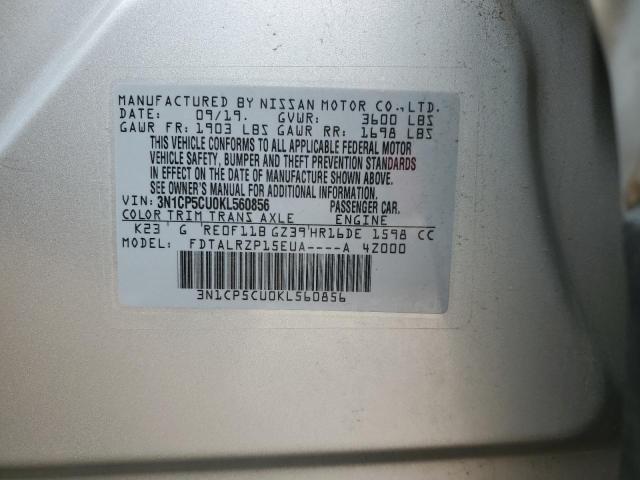 MANUFACTURED BY NISSAN MOTOR CO.,LTD.
DATE: 09/19. GVWR: 3600 LBS
GAWR FR: 1903 LBS GAWR RR: 1698 LBS
THIS VEHICLE CONFORMS TO ALL APPLICABLE FEDERAL MOTOR
VEHICLE SAFETY, BUMPER AND THEFT PREVENTION STANDARDS
IN EFFECT ON THE DATE OF MANUFACTURE SHOWN ABOVE.
SEE OWNER'S MANUAL FOR ADDITIONAL INFORMATION.
VIN: 3N1CP5CU0KL560856 PASSENGER CAR.
COLOR TRIM TRANS AXLE ENGINE
K23 G RE0F11B GZ39 HR16DE 1598 CC
MODEL: FDTALRZP15EUA----A 4Z000
3N1CP5CU0KL560856